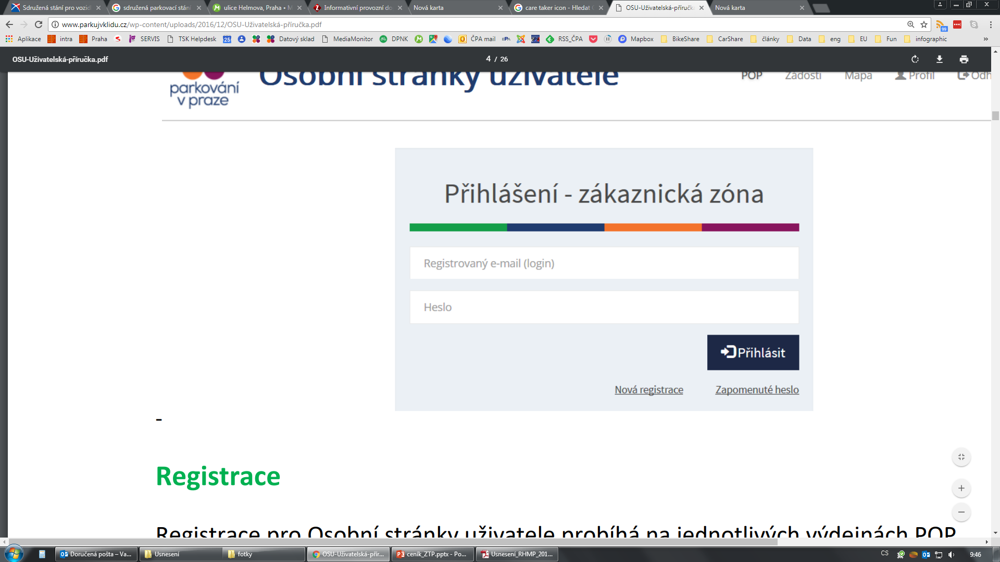 Sdružená stání pro vozid
sdružená parkovací stání
ulice Helmova, Praha • M
Informativní provozní do
Nová karta
care taker icon - Hledat
OSU-Uživatelská-příručka
Nová karta
www.parkujvklidu.cz/wp-content/uploads/2016/12/OSU-Uživatelská-příručka.pdf
99
Aplikace intra Praha SERVIS TSK Helpdesk 25 Datový sklad MediaMonitor DPNK ČPA mail SPA RSS_ČPA Mapbox BikeShare CarShare články Data eng EU Fun infographic »
OSU-Uživatelská-příručka.pdf 4 / 26
parkování
v praze
Osobní stránky uživatele
POP Žádosti Mapa Profil Odh
Přihlášení - zákaznická zóna
Registrovaný e-mail (login)
Heslo
Přihlásit
Nová registrace Zapomenuté heslo
-
Registrace
Registrace pro Osobní stránky uživatele probíhá na jednotlivých výdejnách POP
Doručená pošta – Va... Usnesení fotky OSU-Uživatelská-přír... ceník_ZTP.pptx - Po... Usnesení_RHMP_201... CS 9:46